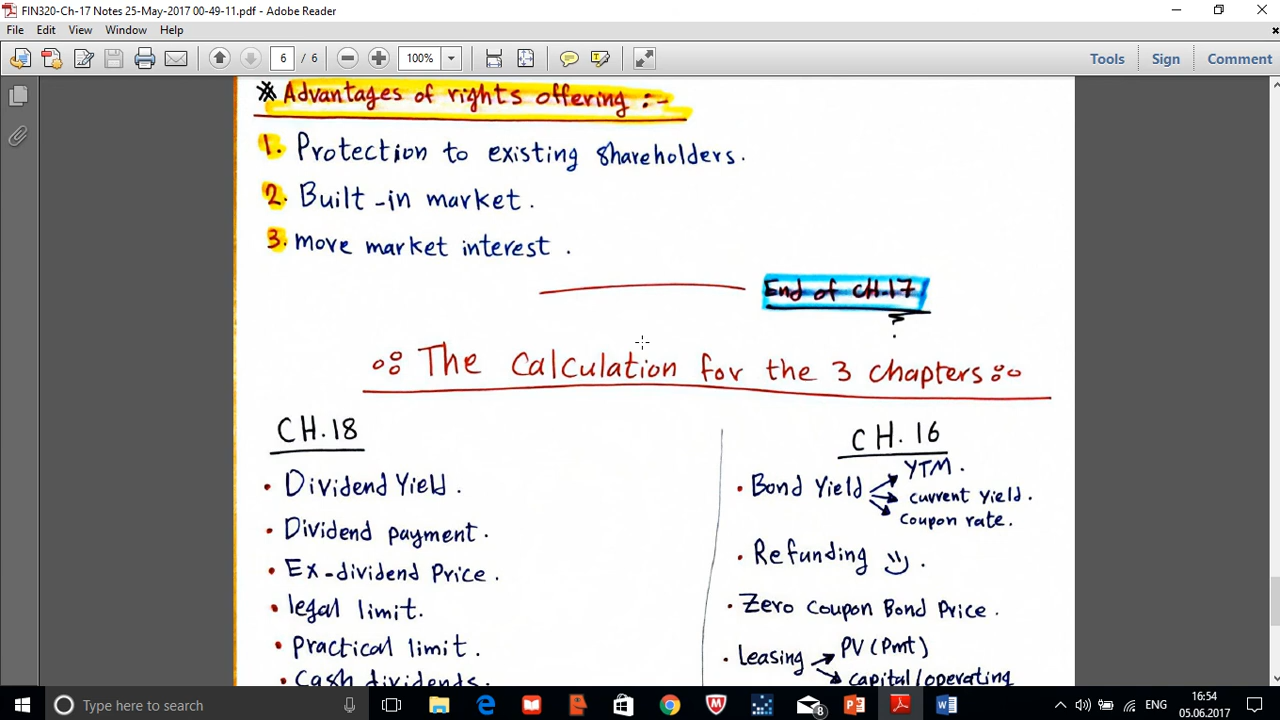 FIN320-Ch-17 Notes 25-May-2017 00-49-11.pdf - Adobe Reader
File Edit View Window Help
6 / 6 100% Tools Sign Comment
* Advantages of rights offering :-
1. Protection to existing shareholders.
2. Built-in market.
3. more market interest.
End of CH.17
The Calculation for the 3 chapters
CH.18
• Dividend Yield.
• Dividend payment.
• Ex-dividend Price.
• legal limit.
• Practical limit.
• Cash dividends.
CH.16
• Bond Yield YTM.
current yield.
coupon rate.
• Refunding
• Zero Coupon Bond Price.
• Leasing PV(Pmt)
capital/operating
Type here to search
8
ENG
16:54
05.06.2017